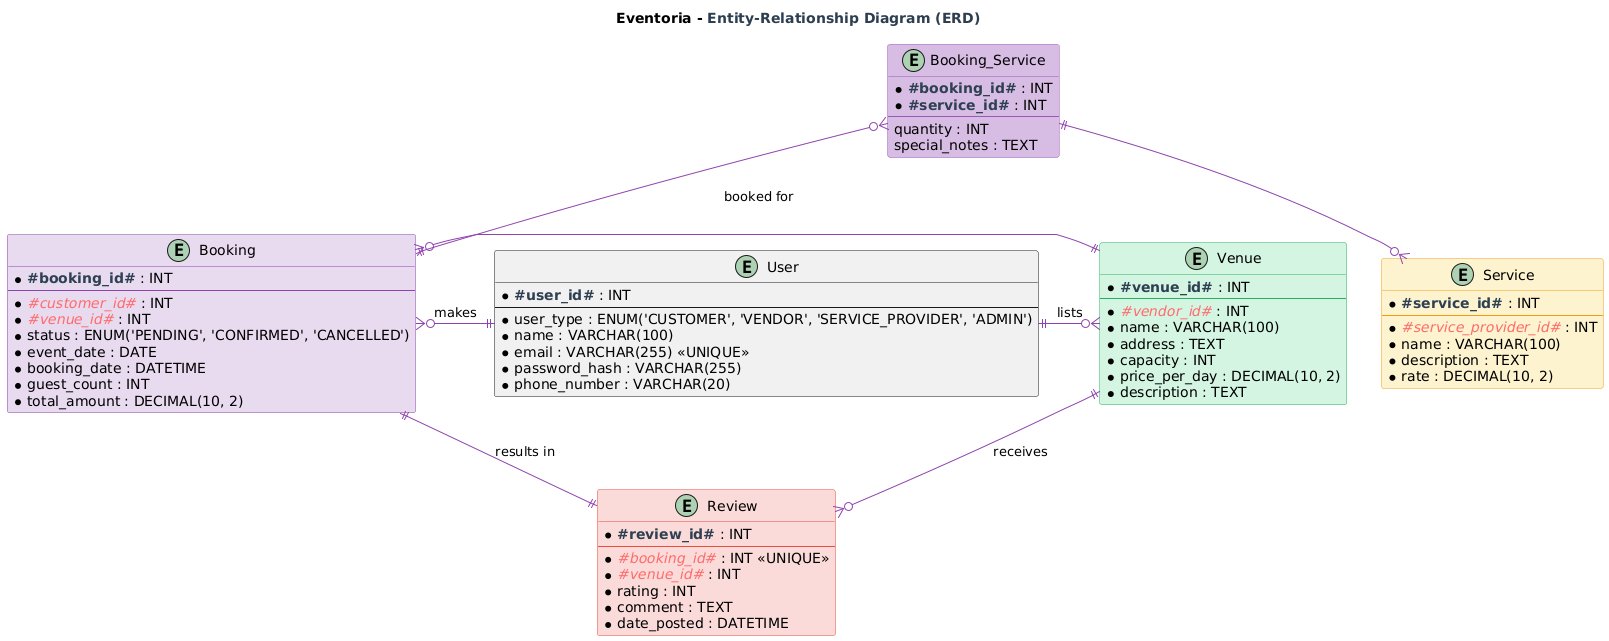 Eventoria - Entity-Relationship Diagram (ERD)
E Booking_Service
#booking_id# : INT
#service_id# : INT
quantity : INT
special_notes : TEXT
booked for
E Booking
#booking_id# : INT
#customer_id# : INT
#venue_id# : INT
status : ENUM('PENDING', 'CONFIRMED', 'CANCELLED')
event_date : DATE
booking_date : DATETIME
guest_count : INT
total_amount : DECIMAL(10, 2)
makes
E User
#user_id# : INT
user_type : ENUM('CUSTOMER', 'VENDOR', 'SERVICE_PROVIDER', 'ADMIN')
name : VARCHAR(100)
email : VARCHAR(255) «UNIQUE»
password_hash : VARCHAR(255)
phone_number : VARCHAR(20)
lists
E Venue
#venue_id# : INT
#vendor_id# : INT
name : VARCHAR(100)
address : TEXT
capacity : INT
price_per_day : DECIMAL(10, 2)
description : TEXT
E Service
#service_id# : INT
#service_provider_id# : INT
name : VARCHAR(100)
description : TEXT
rate : DECIMAL(10, 2)
results in
receives
E Review
#review_id# : INT
#booking_id# : INT «UNIQUE»
#venue_id# : INT
rating : INT
comment : TEXT
date_posted : DATETIME